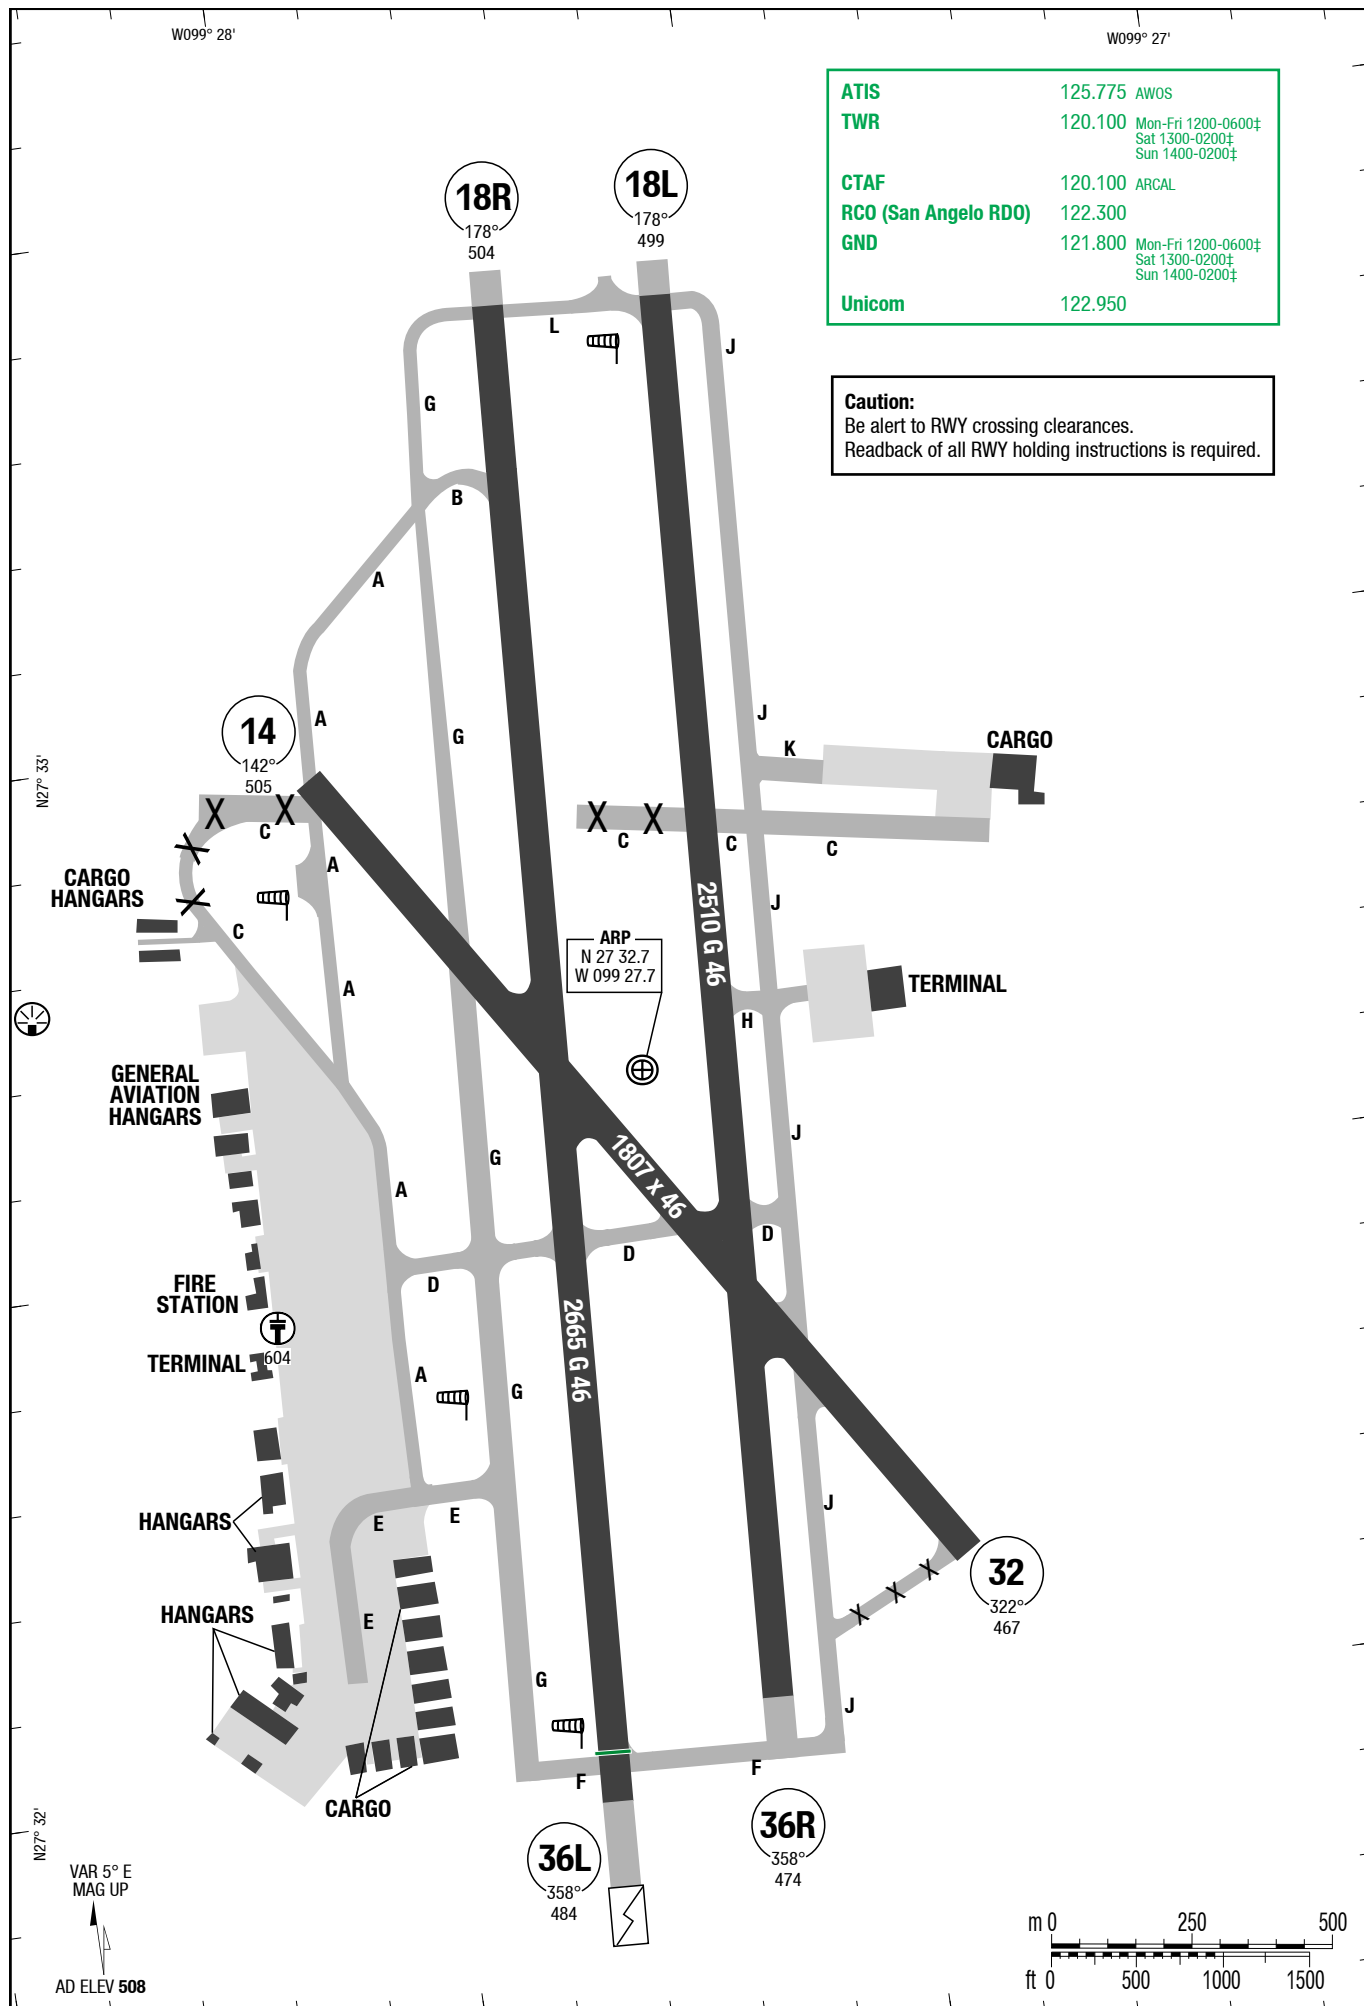 W099° 28'
W099° 27'
ATIS 125.775 AWOS
TWR 120.100 Mon-Fri 1200-0600‡
Sat 1300-0200‡
Sun 1400-0200‡
CTAF 120.100 ARCAL
RCO (San Angelo RDO) 122.300
GND 121.800 Mon-Fri 1200-0600‡
Sat 1300-0200‡
Sun 1400-0200‡
Unicom 122.950
Caution:
Be alert to RWY crossing clearances.
Readback of all RWY holding instructions is required.
18R
178°
504
18L
178°
499
L
J
G
B
A
A
G
J
K
CARGO
14
142°
505
N27° 33'
C
C
C
C
A
J
CARGO
HANGARS
C
2510 G 46
ARP
N 27 32.7
W 099 27.7
A
TERMINAL
H
GENERAL
AVIATION
HANGARS
J
G
1807 x 46
A
D
D
D
FIRE
STATION
604
TERMINAL
2665 G 46
A
G
HANGARS
E
E
J
32
322°
467
HANGARS
E
G
J
F
F
CARGO
36L
358°
484
36R
358°
474
N27° 32'
VAR 5° E
MAG UP
AD ELEV 508
m 0 250 500
ft 0 500 1000 1500